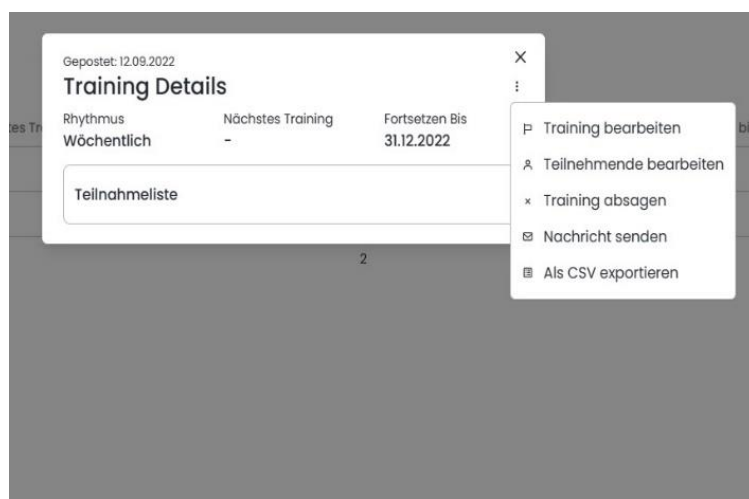 Gepostet: 12.09.2022
Training Details
Rhythmus
Wöchentlich
Nächstes Training
-
Fortsetzen Bis
31.12.2022
Teilnahmeliste
Training bearbeiten
Teilnehmende bearbeiten
Training absagen
Nachricht senden
Als CSV exportieren
2